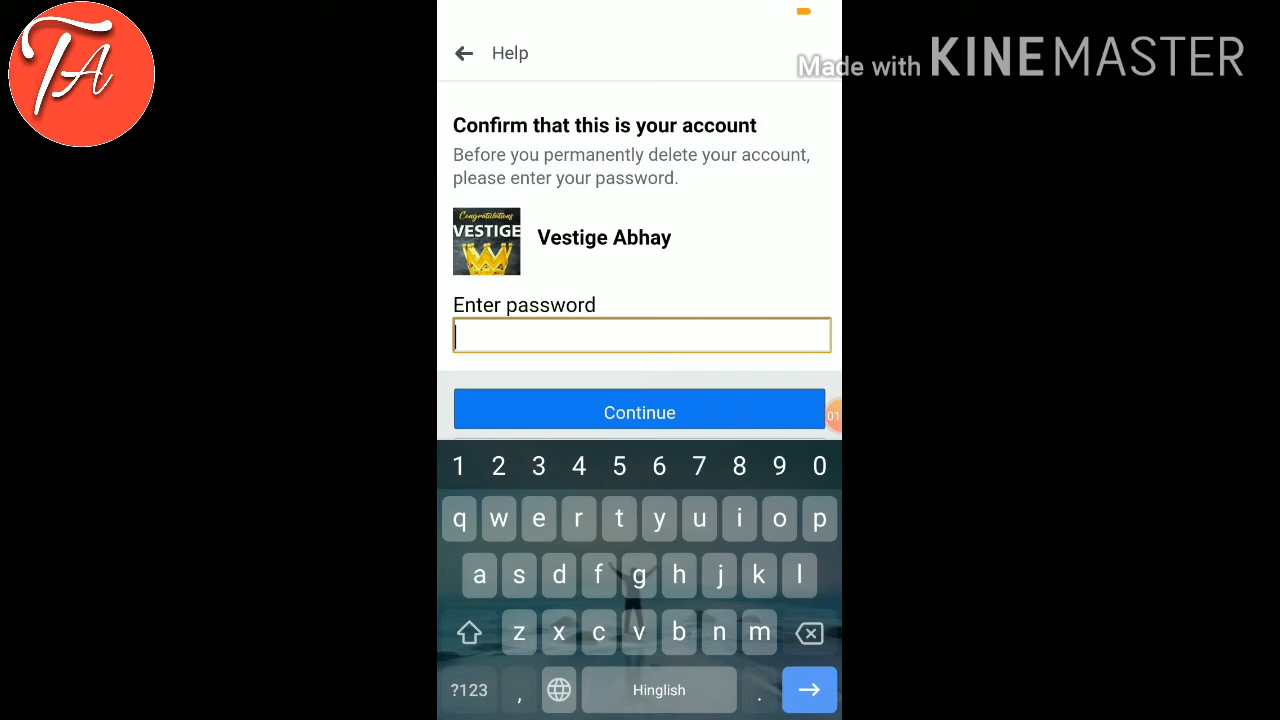 TA
Made with KINEMASTER
Help
Confirm that this is your account
Before you permanently delete your account,
please enter your password.
Congratulations
VESTIGE
Vestige Abhay
Enter password
Continue
01
1 2 3 4 5 6 7 8 9 0
q w e r t y u i o p
a s d f g h j k l
z x c v b n m
?123 , Hinglish .